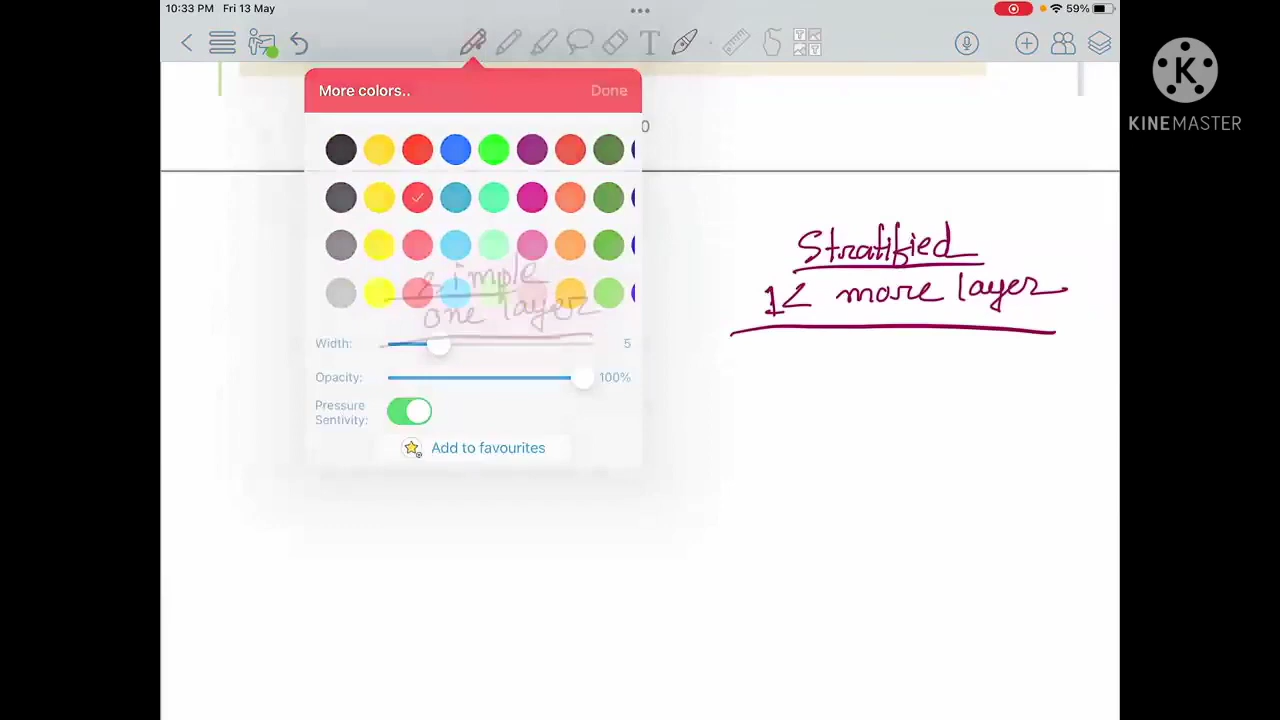 10:33 PM Fri 13 May
59%
K
KINEMASTER
T
More colors..
Done
0
Stratified
1< more layer
simple
one layer
Width:
5
Opacity:
100%
Pressure
Sentivity:
Add to favourites